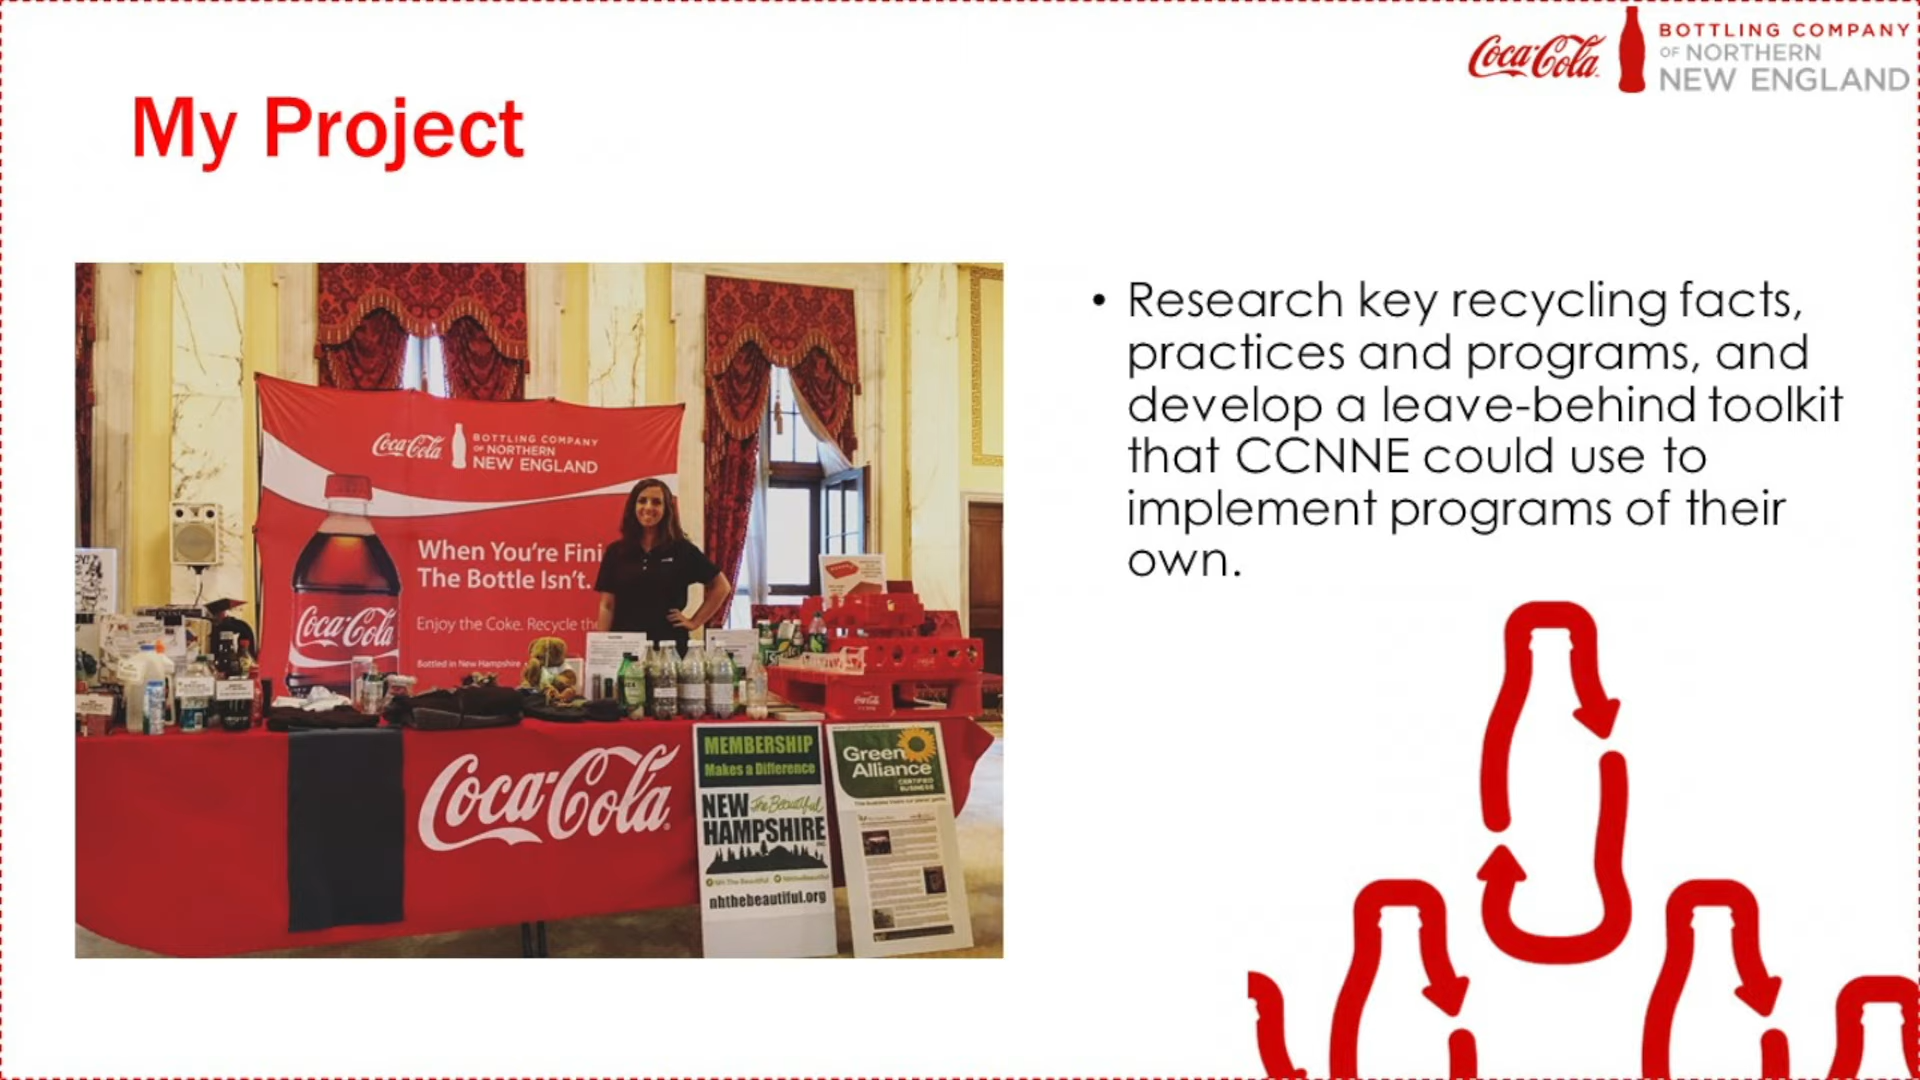 Coca-Cola
BOTTLING COMPANY
OF NORTHERN
NEW ENGLAND
My Project
• Research key recycling facts,
practices and programs, and
develop a leave-behind toolkit
that CCNNE could use to
implement programs of their
own.
Coca-Cola
BOTTLING COMPANY
OF NORTHERN
NEW ENGLAND
When You're Fini
The Bottle Isn't.
Coca-Cola
Enjoy the Coke. Recycle the
Bottled in New Hampshire
Coca-Cola
MEMBERSHIP
Makes a Difference
NEW The Beautiful
HAMPSHIRE
nhthebeautiful.org
Green
Alliance
CERTIFIED
BUSINESS